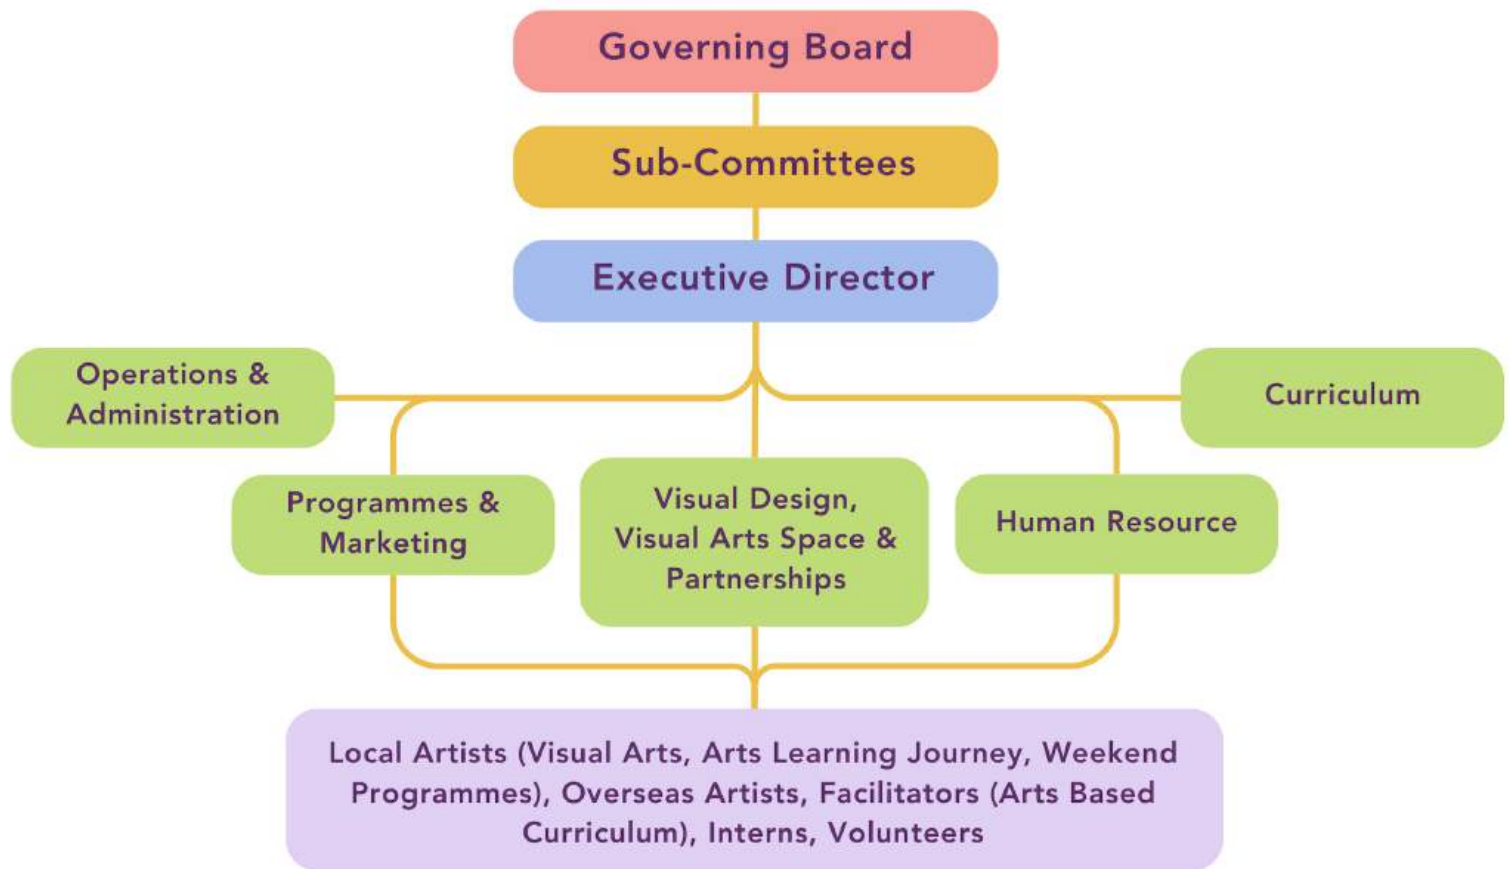 Governing Board
Sub-Committees
Executive Director
Operations &
Administration
Curriculum
Programmes &
Marketing
Visual Design,
Visual Arts Space &
Partnerships
Human Resource
Local Artists (Visual Arts, Arts Learning Journey, Weekend
Programmes), Overseas Artists, Facilitators (Arts Based
Curriculum), Interns, Volunteers